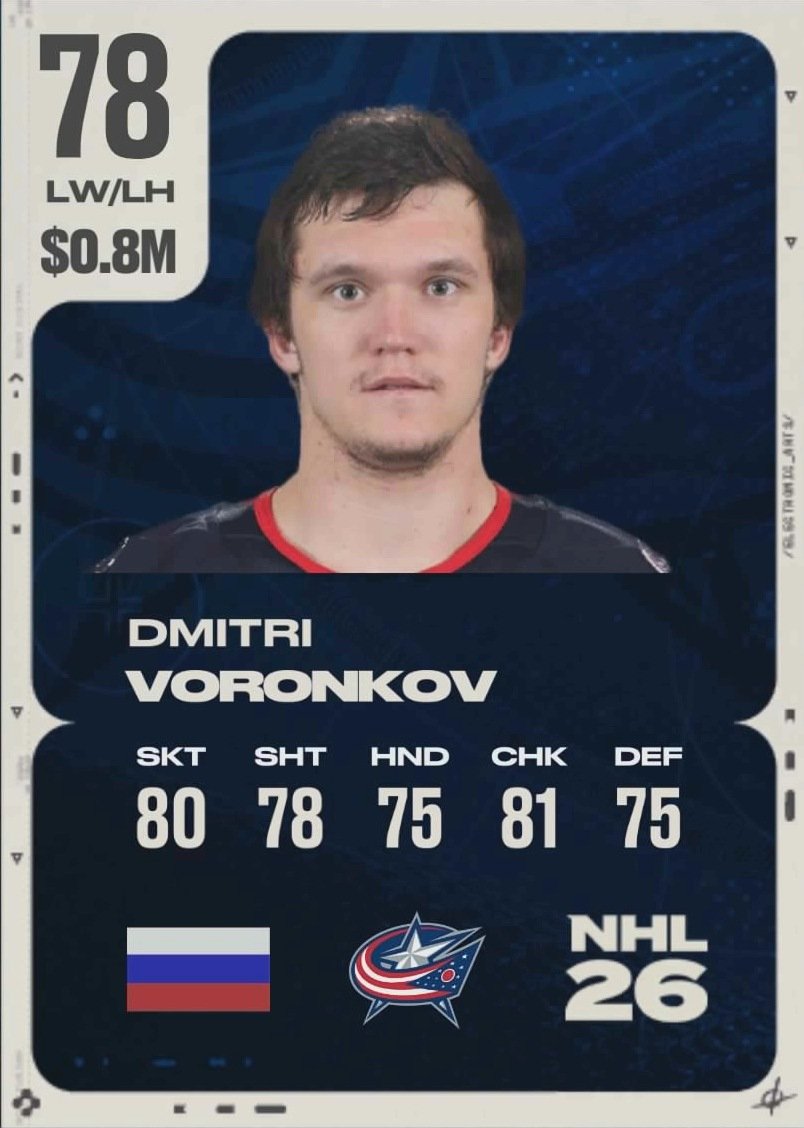 78
LW/LH
$0.8M
DMITRI
VORONKOV
SKT SHT HND CHK DEF
80 78 75 81 75
NHL
26